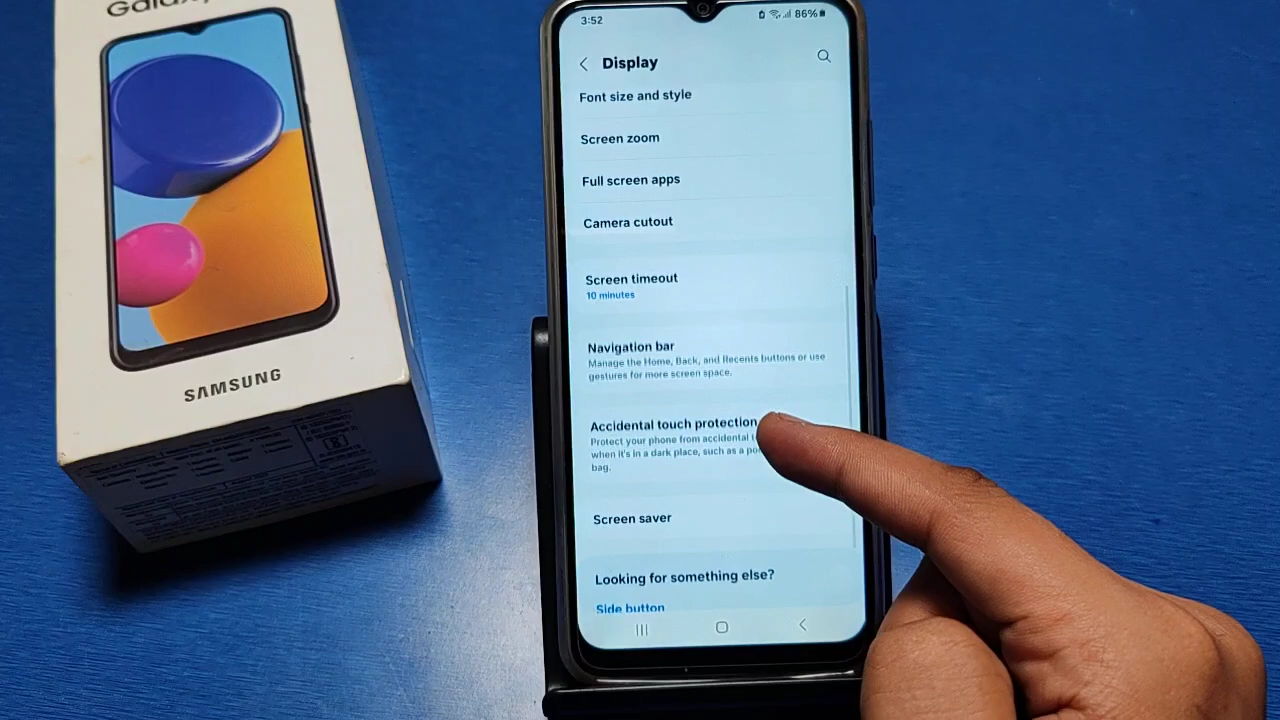 Galaxy
SAMSUNG
3:52
86%
Display
Font size and style
Screen zoom
Full screen apps
Camera cutout
Screen timeout
10 minutes
Navigation bar
Manage the Home, Back, and Recents buttons or use
gestures for more screen space.
Accidental touch protection
Protect your phone from accidental
when it's in a dark place, such as a
bag.
Screen saver
Looking for something else?
Side button